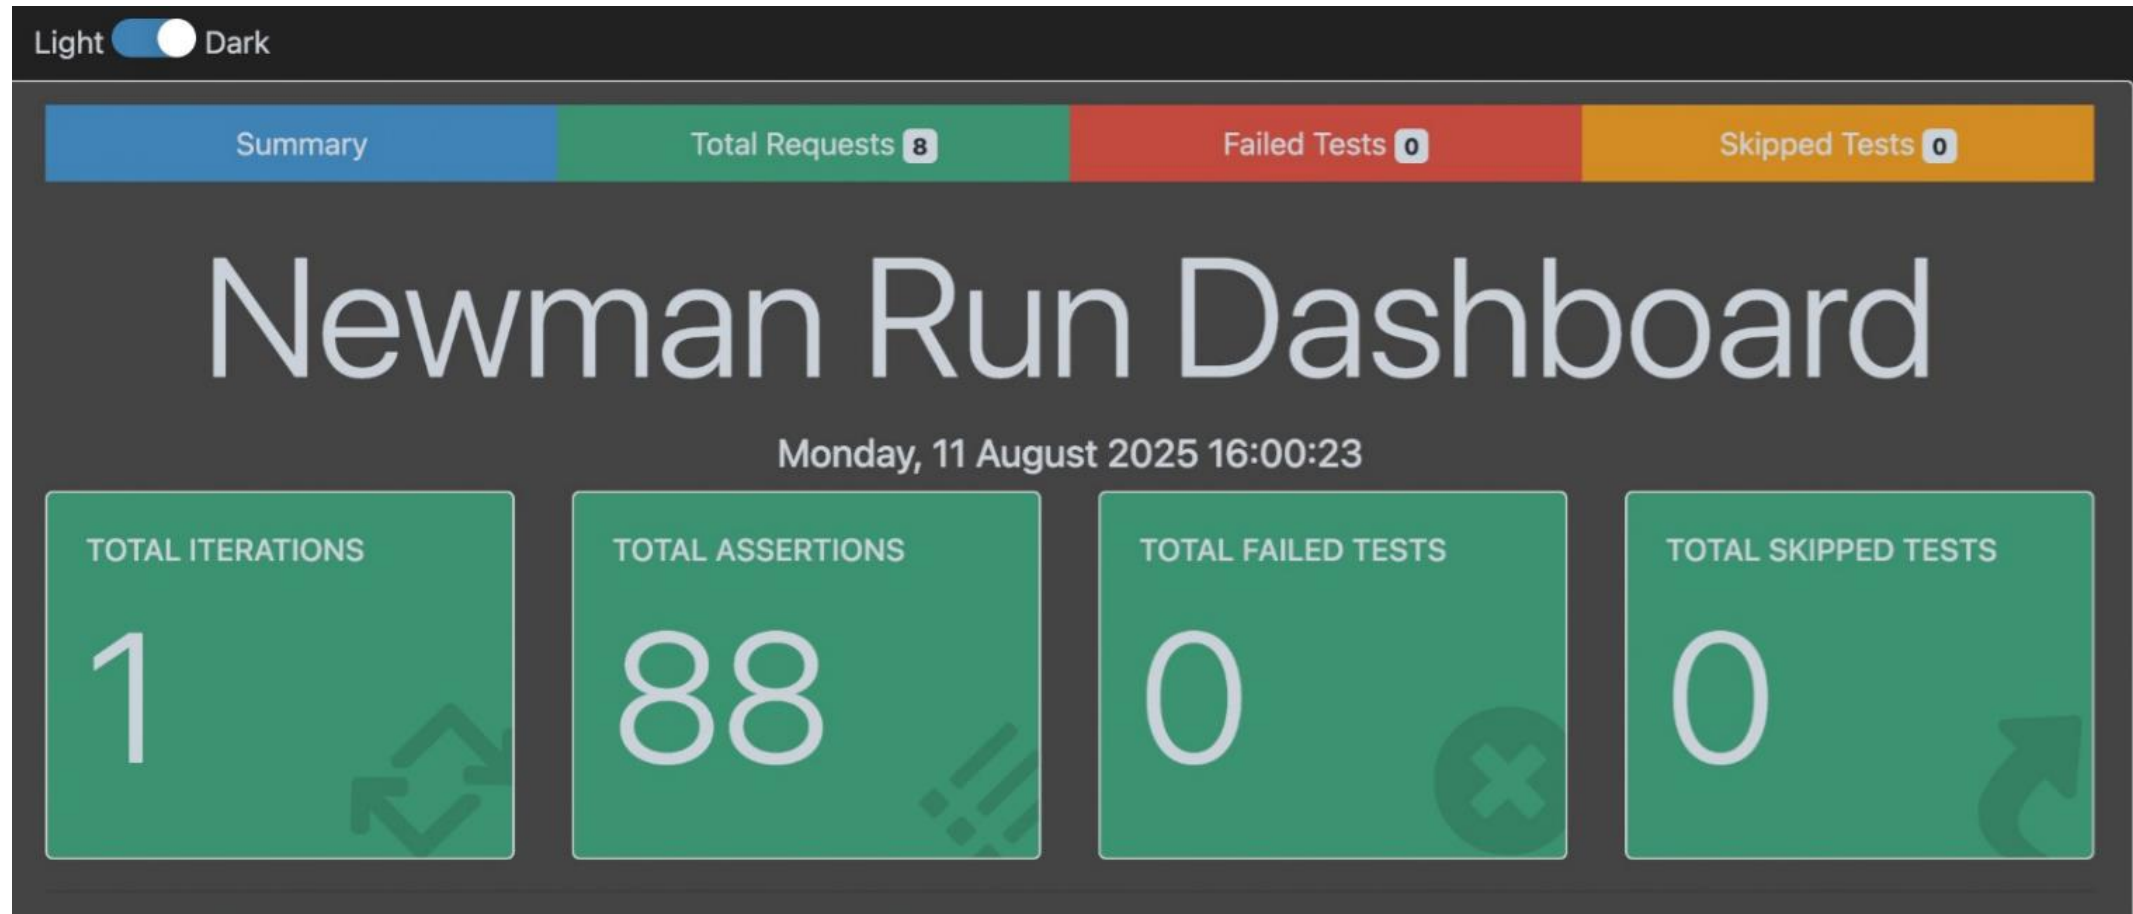 Light Dark
Summary Total Requests 8 Failed Tests 0 Skipped Tests 0
Newman Run Dashboard
Monday, 11 August 2025 16:00:23
TOTAL ITERATIONS TOTAL ASSERTIONS TOTAL FAILED TESTS TOTAL SKIPPED TESTS
1 88 0 0